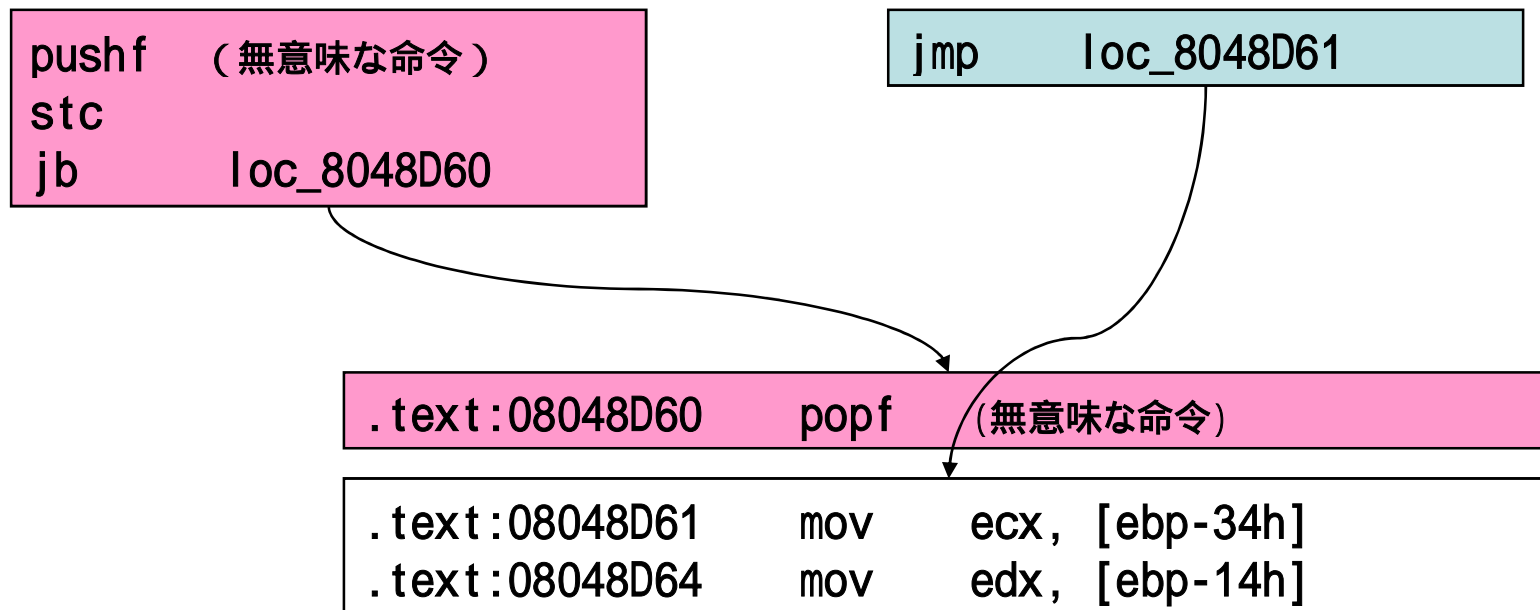 pushf （無意味な命令）
stc
jb loc_8048D60
jmp loc_8048D61
.text:08048D60 popf (無意味な命令)
.text:08048D61 mov ecx, [ebp-34h]
.text:08048D64 mov edx, [ebp-14h]